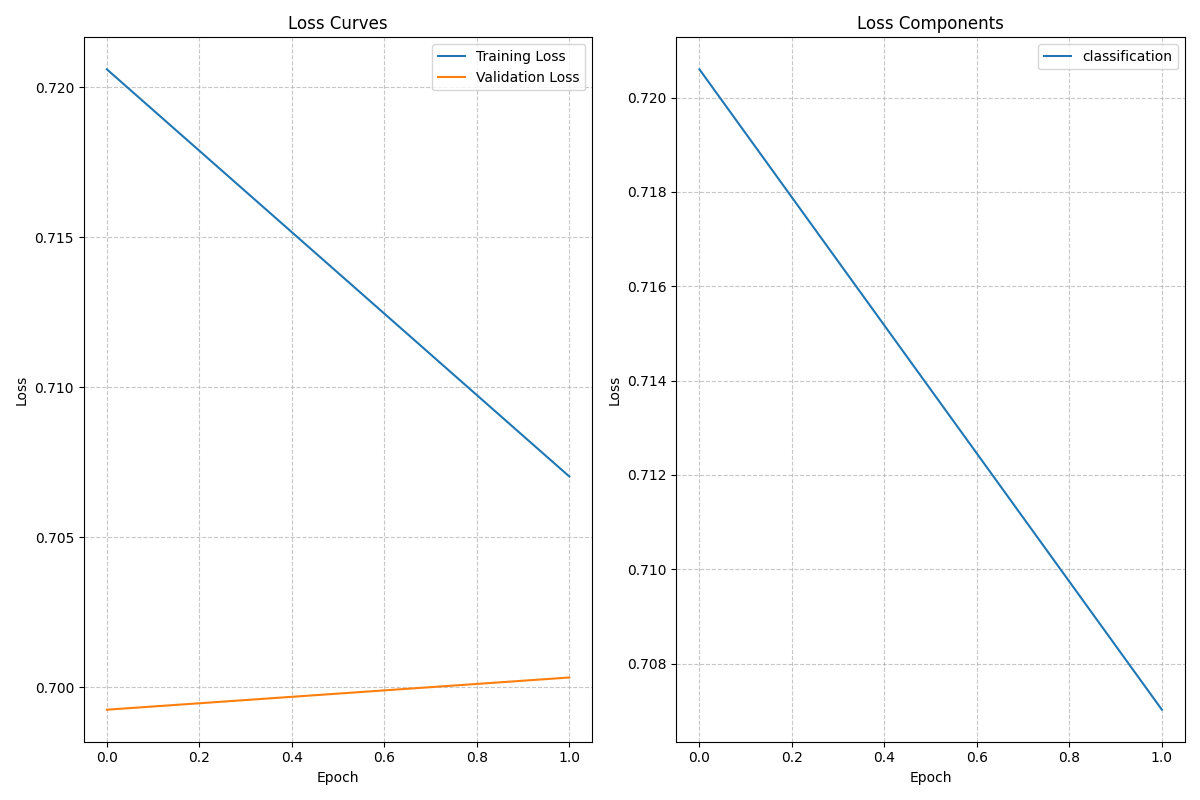 Loss Curves
Training Loss
Validation Loss
0.720
0.715
0.710
0.705
0.700
Loss
0.0 0.2 0.4 0.6 0.8 1.0
Epoch
Loss Components
classification
0.720
0.718
0.716
0.714
0.712
0.710
0.708
Loss
0.0 0.2 0.4 0.6 0.8 1.0
Epoch